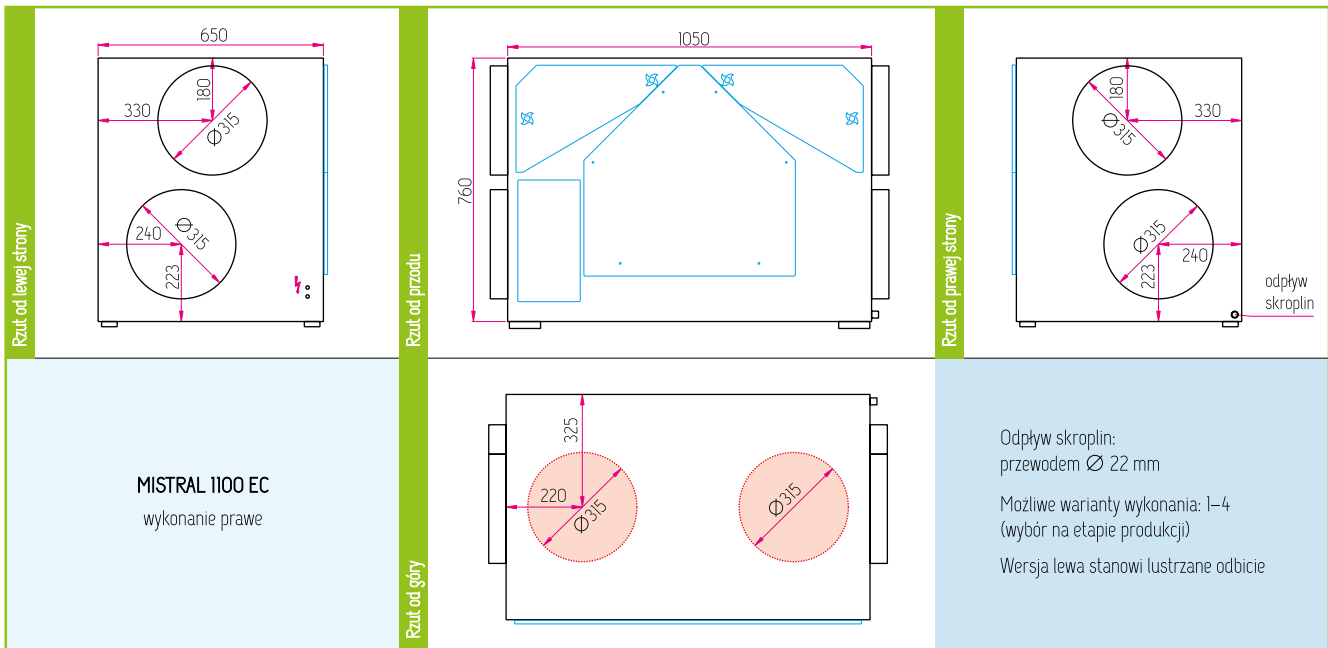 Rzut od lewej strony
650
180
330
Ø315
Ø315
240
223
Rzut od przodu
1050
760
Rzut od prawej strony
180
330
Ø315
Ø315
240
223
odpływ
skroplin
MISTRAL 1100 EC
wykonanie prawe
Rzut od góry
325
220
Ø315
Ø315
Odpływ skroplin:
przewodem Ø 22 mm
Możliwe warianty wykonania: 1–4
(wybór na etapie produkcji)
Wersja lewa stanowi lustrzane odbicie